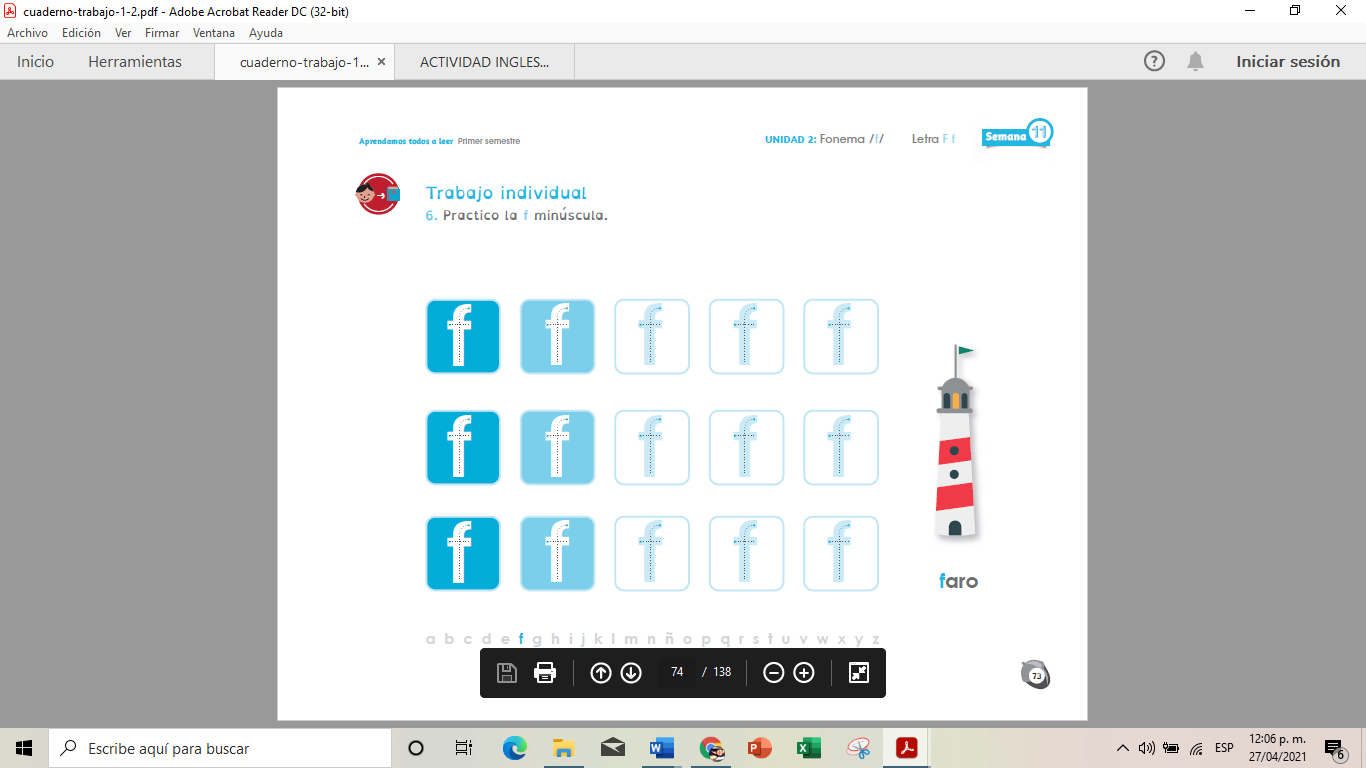 cuaderno-trabajo-1-2.pdf - Adobe Acrobat Reader DC (32-bit)
Archivo Edición Ver Firmar Ventana Ayuda
Inicio Herramientas cuaderno-trabajo-1... × ACTIVIDAD INGLES... ? Iniciar sesión
Aprendamos todos a leer Primer semestre UNIDAD 2: Fonema /f/ Letra F f Semana 11
Trabajo individual
6. Practico la f minúscula.
f f f f f
f f f f f
f f f f f
faro
a b c d e f g h i j k l m n ñ o p q r s t u v w x y z
74 / 138
73
Escribe aquí para buscar ESP 12:06 p. m.
27/04/2021 6